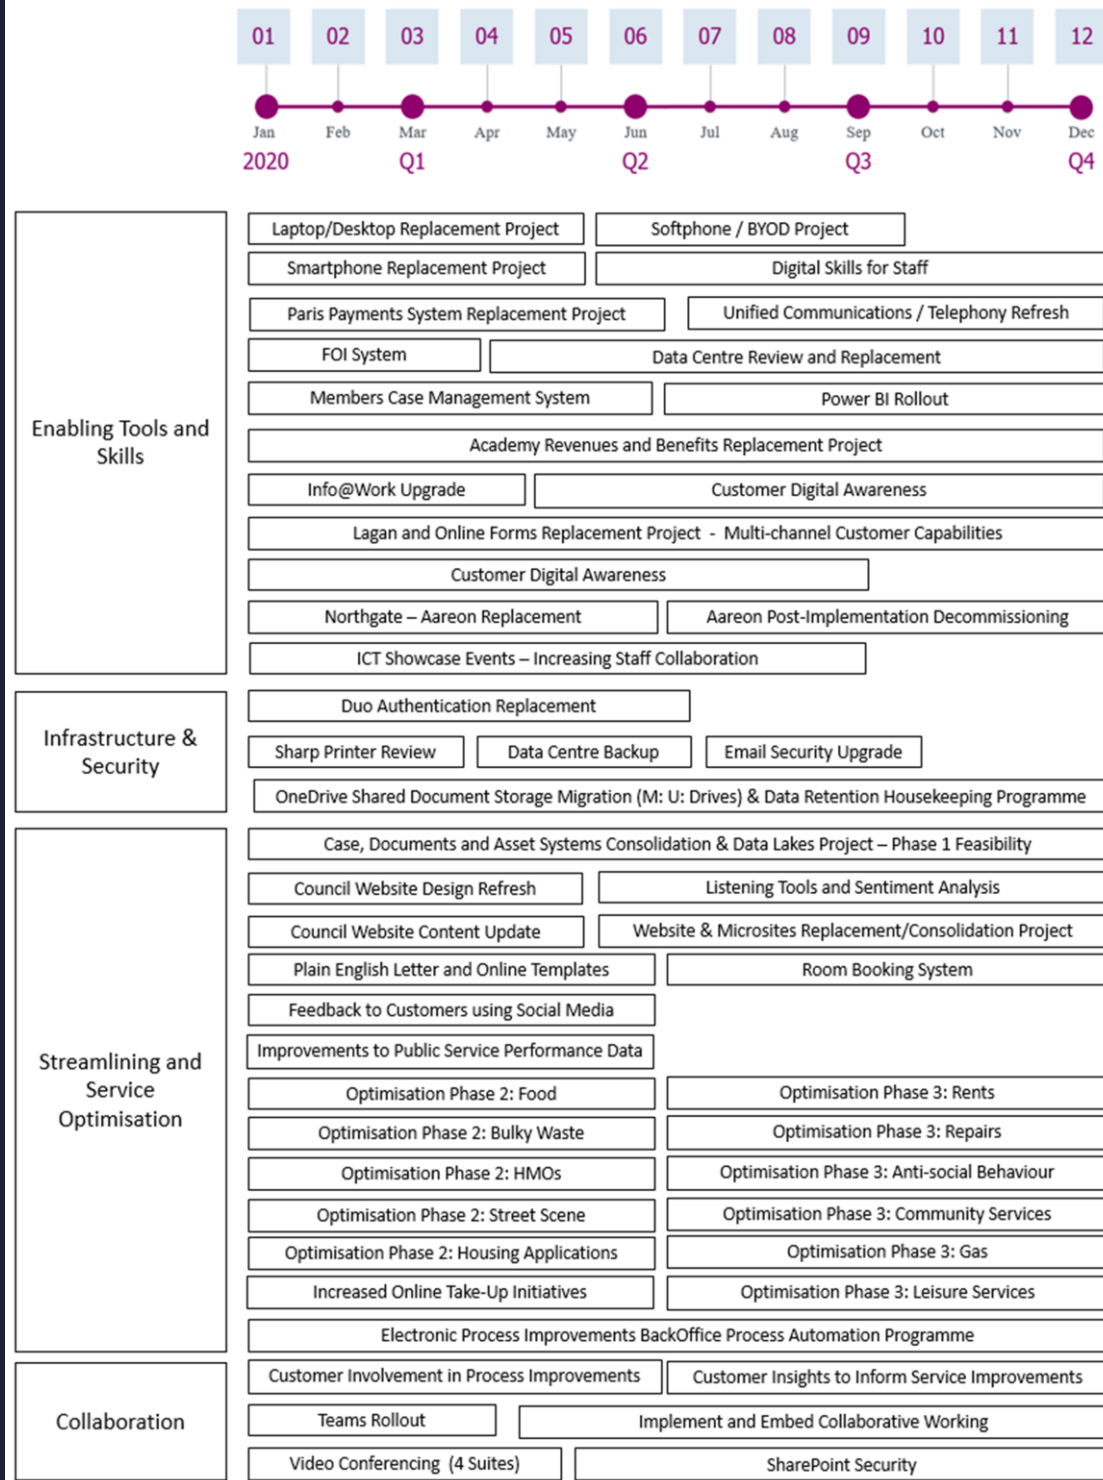 01 02 03 04 05 06 07 08 09 10 11 12
Jan Feb Mar Apr May Jun Jul Aug Sep Oct Nov Dec
2020 Q1 Q2 Q3 Q4
Enabling Tools and
Skills
Laptop/Desktop Replacement Project Softphone / BYOD Project
Smartphone Replacement Project Digital Skills for Staff
Paris Payments System Replacement Project Unified Communications / Telephony Refresh
FOI System Data Centre Review and Replacement
Members Case Management System Power BI Rollout
Academy Revenues and Benefits Replacement Project
Info@Work Upgrade Customer Digital Awareness
Lagan and Online Forms Replacement Project - Multi-channel Customer Capabilities
Customer Digital Awareness
Northgate – Aareon Replacement Aareon Post-Implementation Decommissioning
ICT Showcase Events – Increasing Staff Collaboration
Infrastructure &
Security
Duo Authentication Replacement
Sharp Printer Review Data Centre Backup Email Security Upgrade
OneDrive Shared Document Storage Migration (M: U: Drives) & Data Retention Housekeeping Programme
Streamlining and
Service
Optimisation
Case, Documents and Asset Systems Consolidation & Data Lakes Project – Phase 1 Feasibility
Council Website Design Refresh Listening Tools and Sentiment Analysis
Council Website Content Update Website & Microsites Replacement/Consolidation Project
Plain English Letter and Online Templates Room Booking System
Feedback to Customers using Social Media
Improvements to Public Service Performance Data
Optimisation Phase 2: Food Optimisation Phase 3: Rents
Optimisation Phase 2: Bulky Waste Optimisation Phase 3: Repairs
Optimisation Phase 2: HMOs Optimisation Phase 3: Anti-social Behaviour
Optimisation Phase 2: Street Scene Optimisation Phase 3: Community Services
Optimisation Phase 2: Housing Applications Optimisation Phase 3: Gas
Increased Online Take-Up Initiatives Optimisation Phase 3: Leisure Services
Electronic Process Improvements BackOffice Process Automation Programme
Collaboration
Customer Involvement in Process Improvements Customer Insights to Inform Service Improvements
Teams Rollout Implement and Embed Collaborative Working
Video Conferencing (4 Suites) SharePoint Security